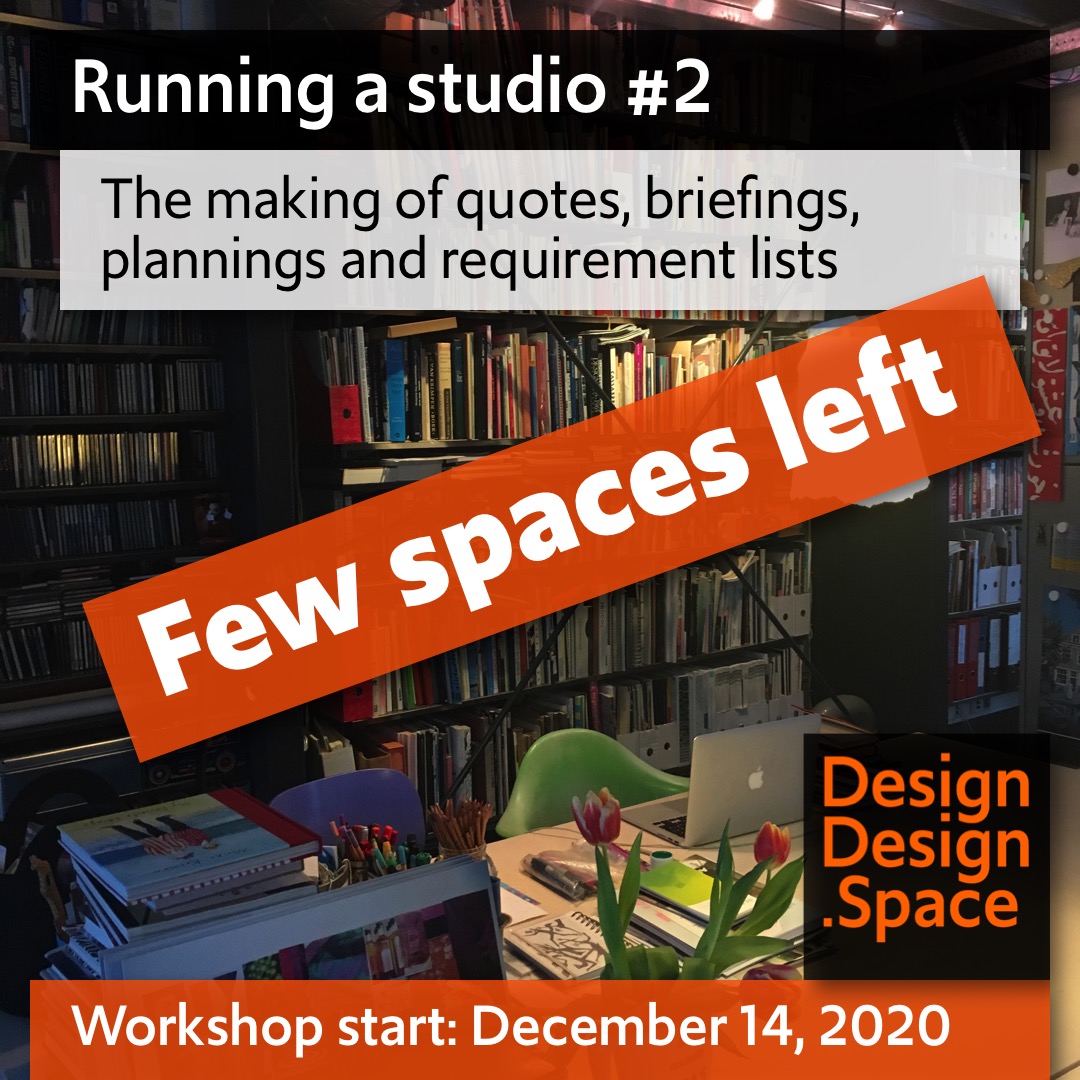 Running a studio #2
The making of quotes, briefings,
plannings and requirement lists
Few spaces left
Design
Design
.Space
Workshop start: December 14, 2020